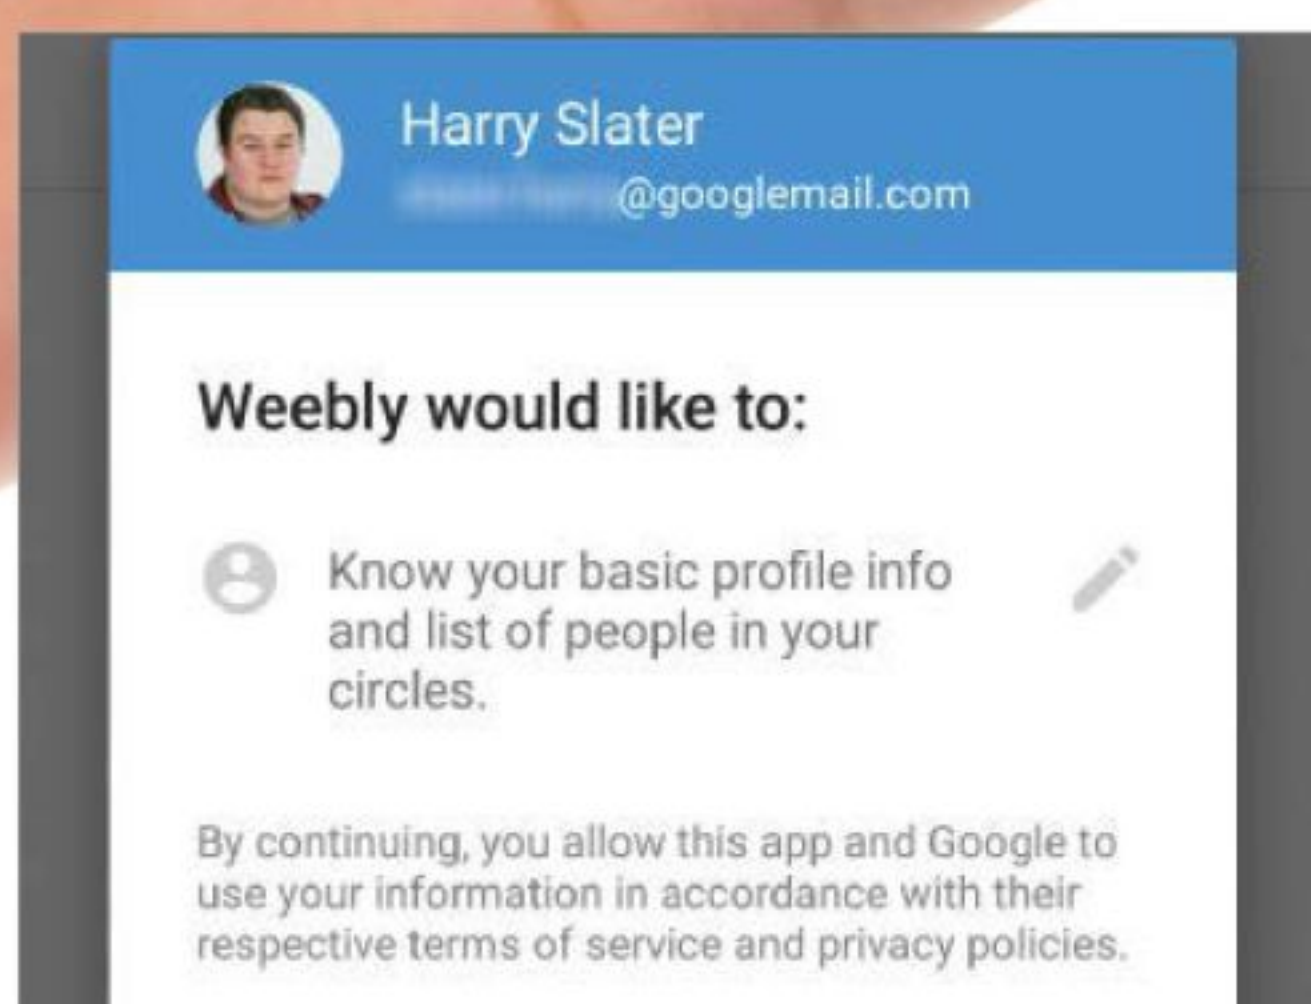 Harry Slater
@googlemail.com
Weebly would like to:
Know your basic profile info
and list of people in your
circles.
By continuing, you allow this app and Google to
use your information in accordance with their
respective terms of service and privacy policies.